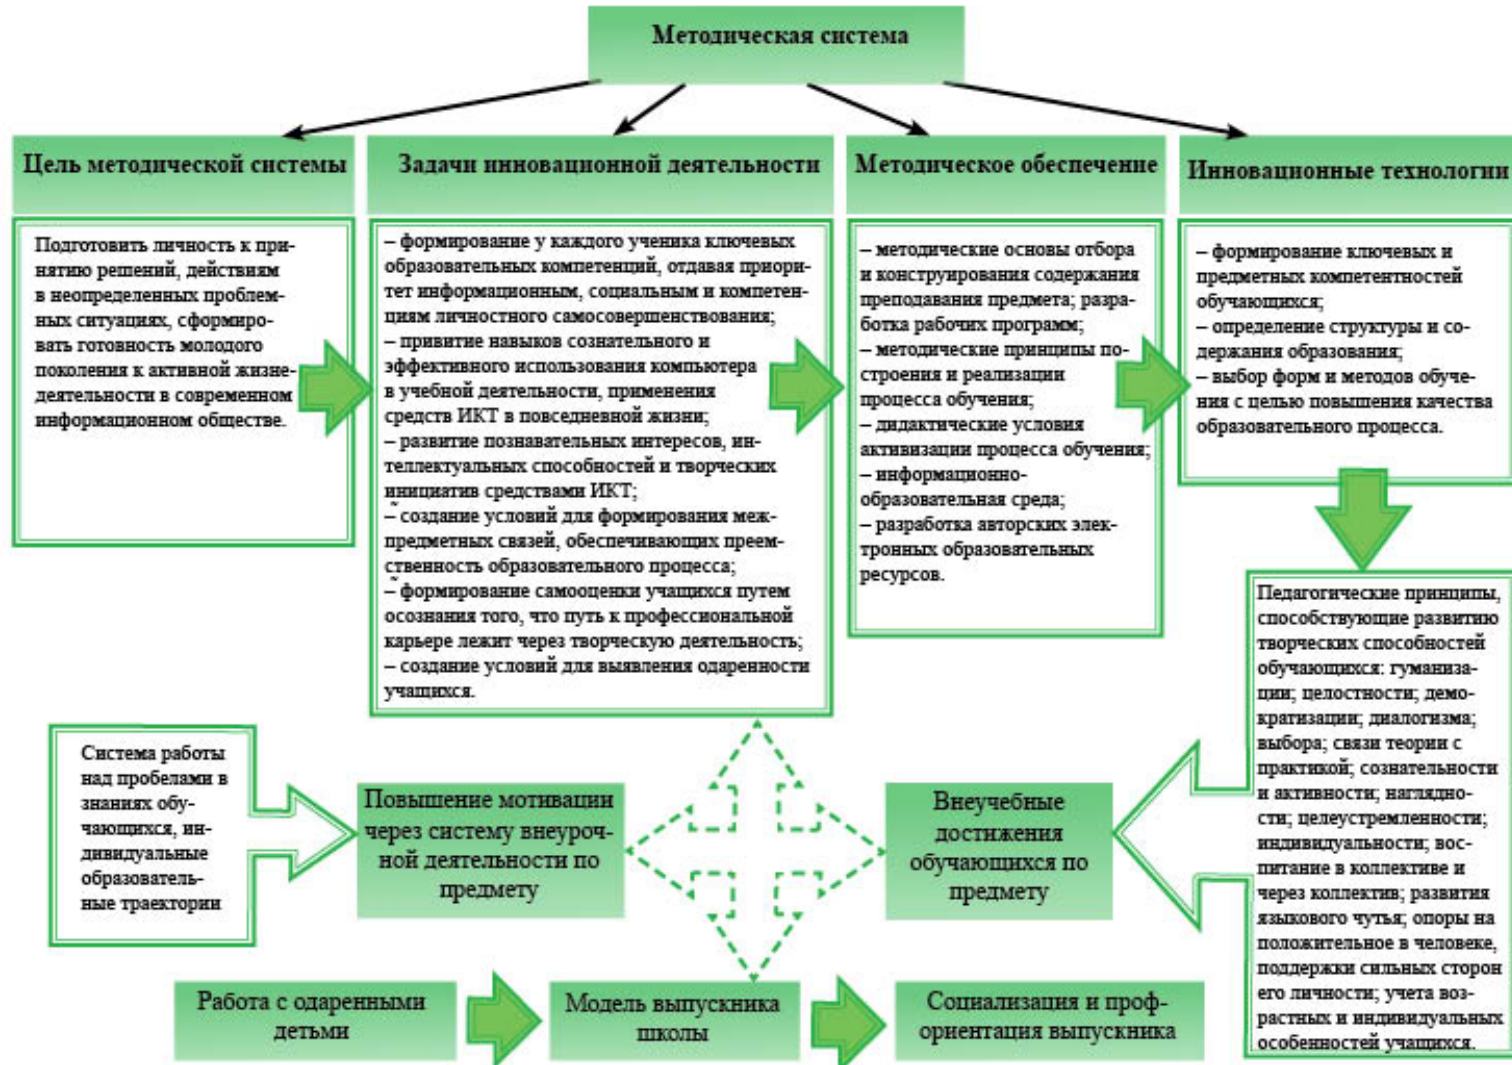 Методическая система
Цель методической системы
Подготовить личность к при-
нятию решений, действиям
в неопределенных проблем-
ных ситуациях, сформиро-
вать готовность молодого
поколения к активной жизне-
деятельности в современном
информационном обществе.
Задачи инновационной деятельности
– формирование у каждого ученика ключевых
образовательных компетенций, отдавая приори-
тет информационным, социальным и компетен-
циям личностного самосовершенствования;
– привитие навыков сознательного и
эффективного использования компьютера
в учебной деятельности, применения
средств ИКТ в повседневной жизни;
– развитие познавательных интересов, ин-
теллектуальных способностей и творческих
инициатив средствами ИКТ;
– создание условий для формирования меж-
предметных связей, обеспечивающих преем-
ственность образовательного процесса;
– формирование самооценки учащихся путем
осознания того, что путь к профессиональной
карьере лежит через творческую деятельность;
– создание условий для выявления одаренности
учащихся.
Методическое обеспечение
– методические основы отбора
и конструирования содержания
преподавания предмета; разра-
ботка рабочих программ;
– методические принципы по-
строения и реализации
процесса обучения;
– дидактические условия
активизации процесса обучения;
– информационно-
образовательная среда;
– разработка авторских элек-
тронных образовательных
ресурсов.
Инновационные технологии
– формирование ключевых и
предметных компетентностей
обучающихся;
– определение структуры и со-
держания образования;
– выбор форм и методов обуче-
ния с целью повышения качества
образовательного процесса.
Педагогические принципы,
способствующие развитию
творческих способностей
обучающихся: гуманиза-
ции; целостности; демо-
кратизации; диалогизма;
выбора; связи теории с
практикой; сознательности
и активности; наглядно-
сти; целеустремленности;
индивидуальности; вос-
питание в коллективе и
через коллектив; развития
языкового чутья; опоры на
положительное в человеке,
поддержки сильных сторон
его личности; учета воз-
растных и индивидуальных
особенностей учащихся.
Система работы
над пробелами в
знаниях обу-
чающихся, ин-
дивидуальные
образователь-
ные траектории
Повышение мотивации
через систему внеуроч-
ной деятельности по
предмету
Внеучебные
достижения
обучающихся по
предмету
Работа с одаренными
детьми
Модель выпускника
школы
Социализация и проф-
ориентация выпускника